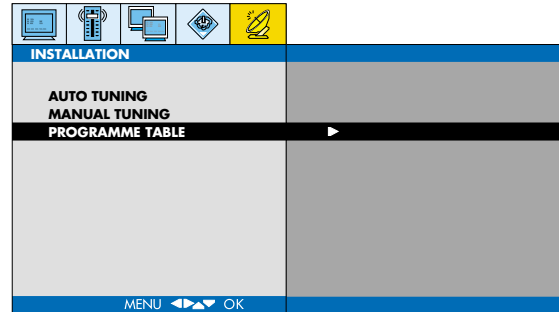 INSTALLATION
AUTO TUNING
MANUAL TUNING
PROGRAMME TABLE
MENU OK